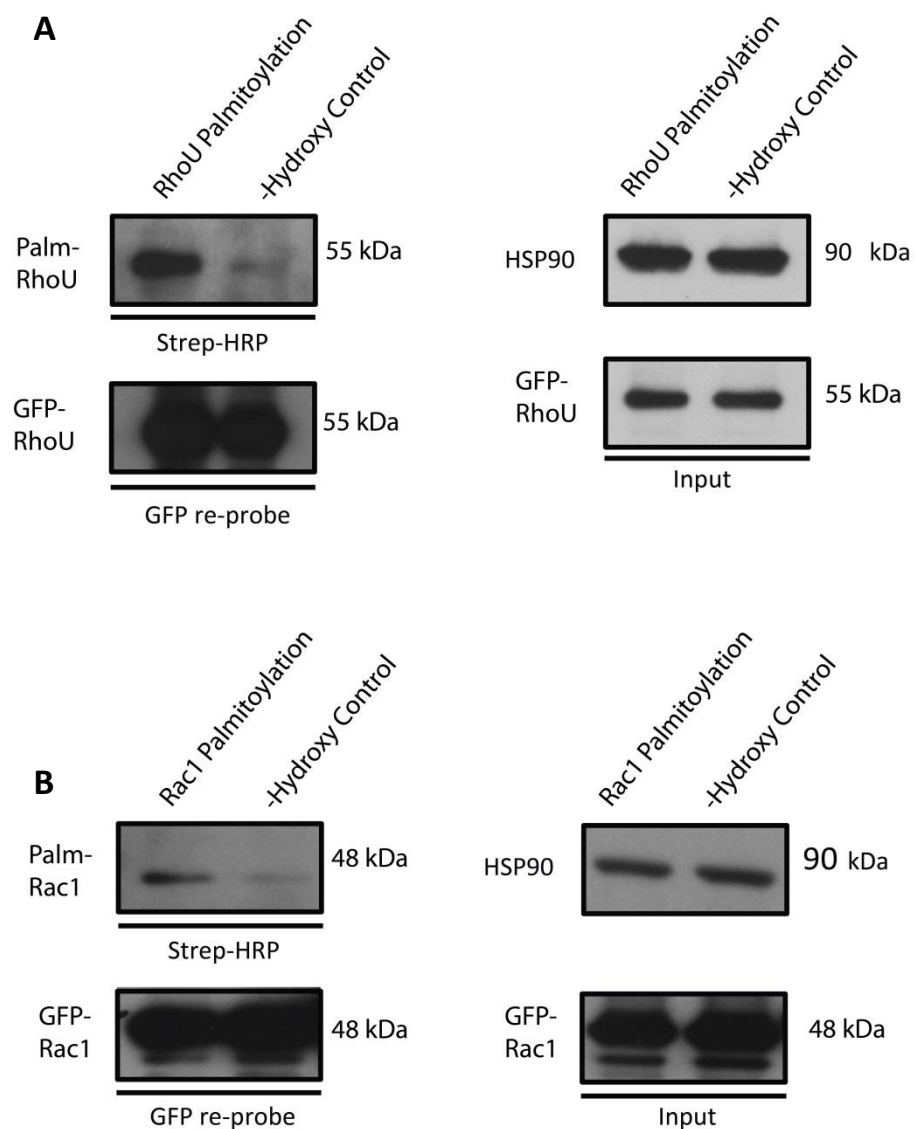 A
RhoU Palmitoylation
-Hydroxy Control
Palm-
RhoU
55 kDa
Strep-HRP
GFP-
RhoU
55 kDa
GFP re-probe
RhoU Palmitoylation
-Hydroxy Control
HSP90
90 kDa
GFP-
RhoU
55 kDa
Input
B
Rac1 Palmitoylation
-Hydroxy Control
Palm-
Rac1
48 kDa
Strep-HRP
GFP-
Rac1
48 kDa
GFP re-probe
Rac1 Palmitoylation
-Hydroxy Control
HSP90
90 kDa
GFP-
Rac1
48 kDa
Input